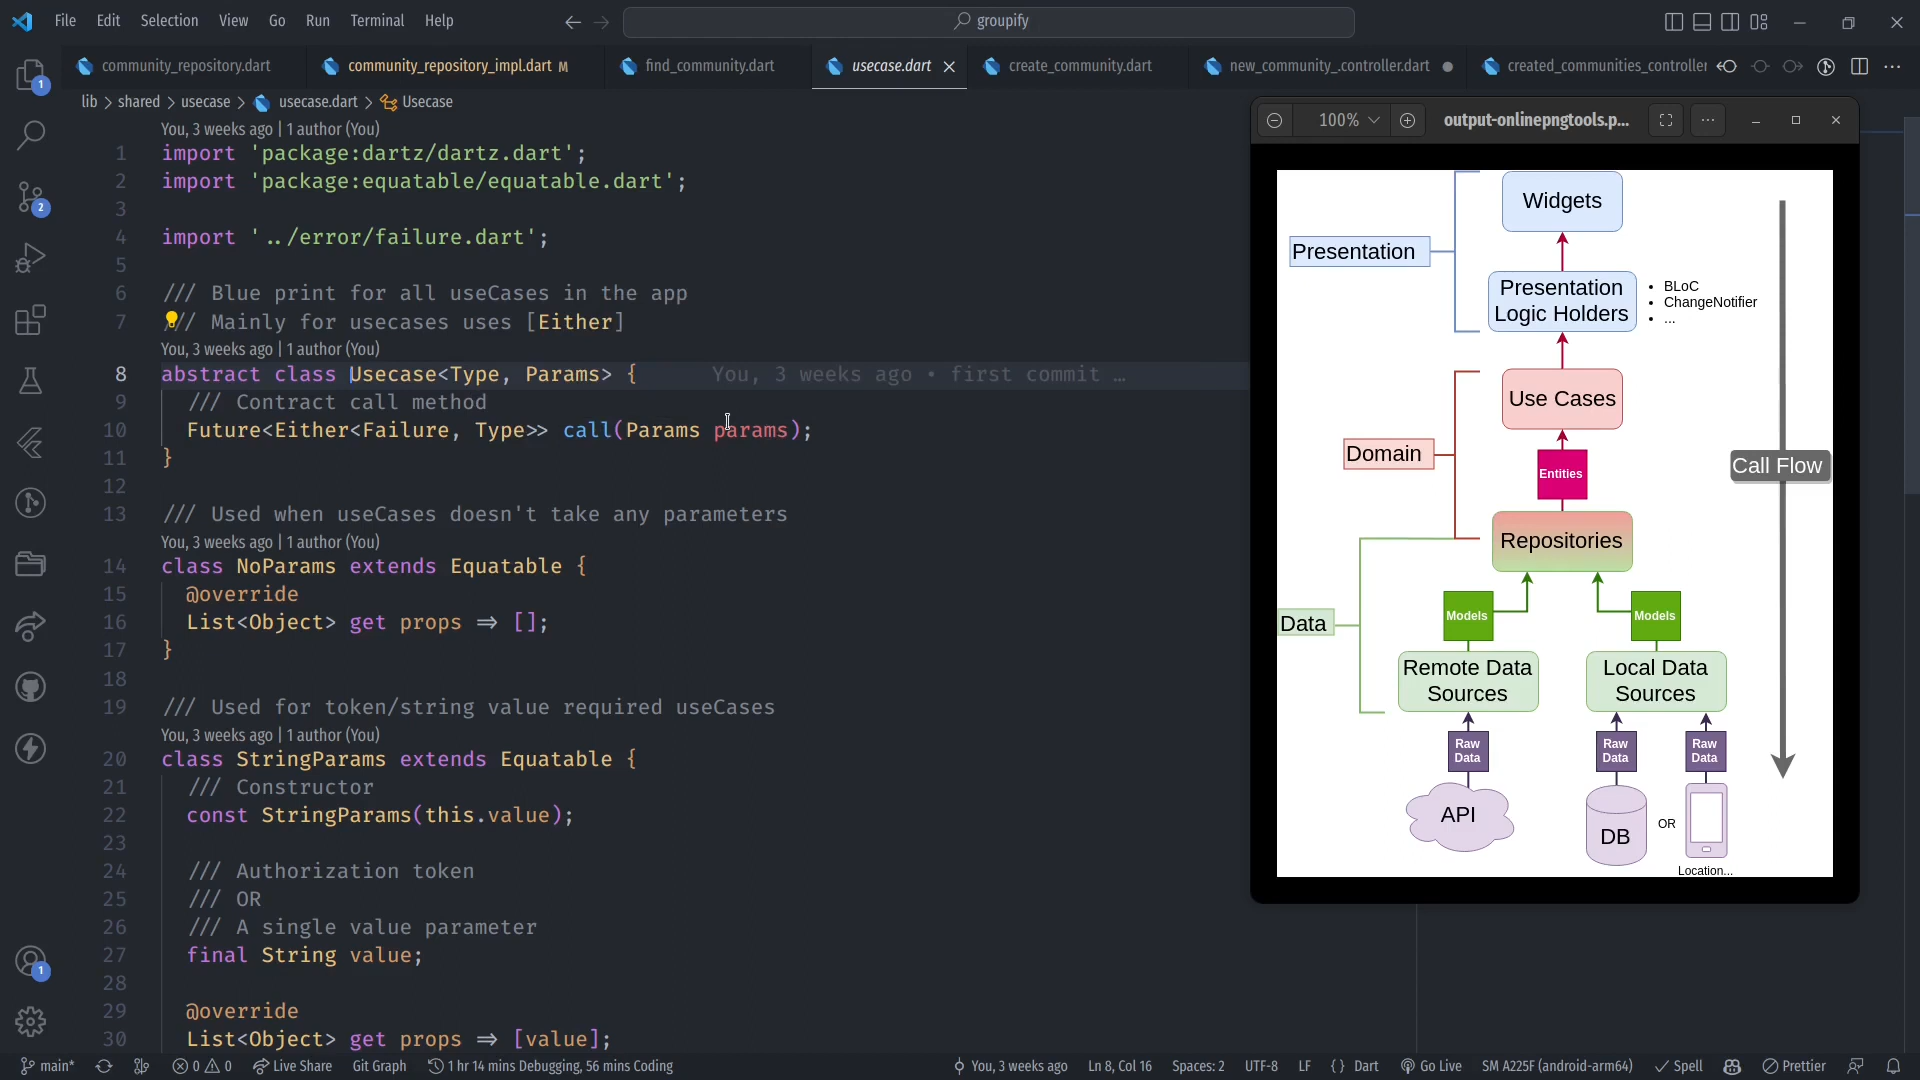 File Edit Selection View Go Run Terminal Help
groupify
community_repository.dart
community_repository_impl.dart M
find_community.dart
usecase.dart
create_community.dart
new_community_.controller.dart
created_communities_controller
lib > shared > usecase > usecase.dart > Usecase
You, 3 weeks ago | 1 author (You)
1 import 'package:dartz/dartz.dart';
2 import 'package:equatable/equatable.dart';
3
4 import '../error/failure.dart';
5
6 /// Blue print for all useCases in the app
7 /// Mainly for usecases uses [Either]
You, 3 weeks ago | 1 author (You)
8 abstract class Usecase<Type, Params> { You, 3 weeks ago • first commit …
9 /// Contract call method
10 Future<Either<Failure, Type>> call(Params params);
11 }
12
13 /// Used when useCases doesn't take any parameters
You, 3 weeks ago | 1 author (You)
14 class NoParams extends Equatable {
15 @override
16 List<Object> get props => [];
17 }
18
19 /// Used for token/string value required useCases
You, 3 weeks ago | 1 author (You)
20 class StringParams extends Equatable {
21 /// Constructor
22 const StringParams(this.value);
23
24 /// Authorization token
25 /// OR
26 /// A single value parameter
27 final String value;
28
29 @override
30 List<Object> get props => [value];
1
2
1
100%
output-onlinepngtools.p...
Widgets
Presentation
Presentation
Logic Holders
• BLoC
• ChangeNotifier
• ...
Use Cases
Domain
Entities
Call Flow
Repositories
Models
Models
Data
Remote Data
Sources
Local Data
Sources
Raw
Data
Raw
Data
Raw
Data
API
DB
OR
Location...
main*
0 0
Live Share
Git Graph
1 hr 14 mins Debugging, 56 mins Coding
You, 3 weeks ago
Ln 8, Col 16
Spaces: 2
UTF-8
LF
{ } Dart
Go Live
SM A225F (android-arm64)
Spell
Prettier